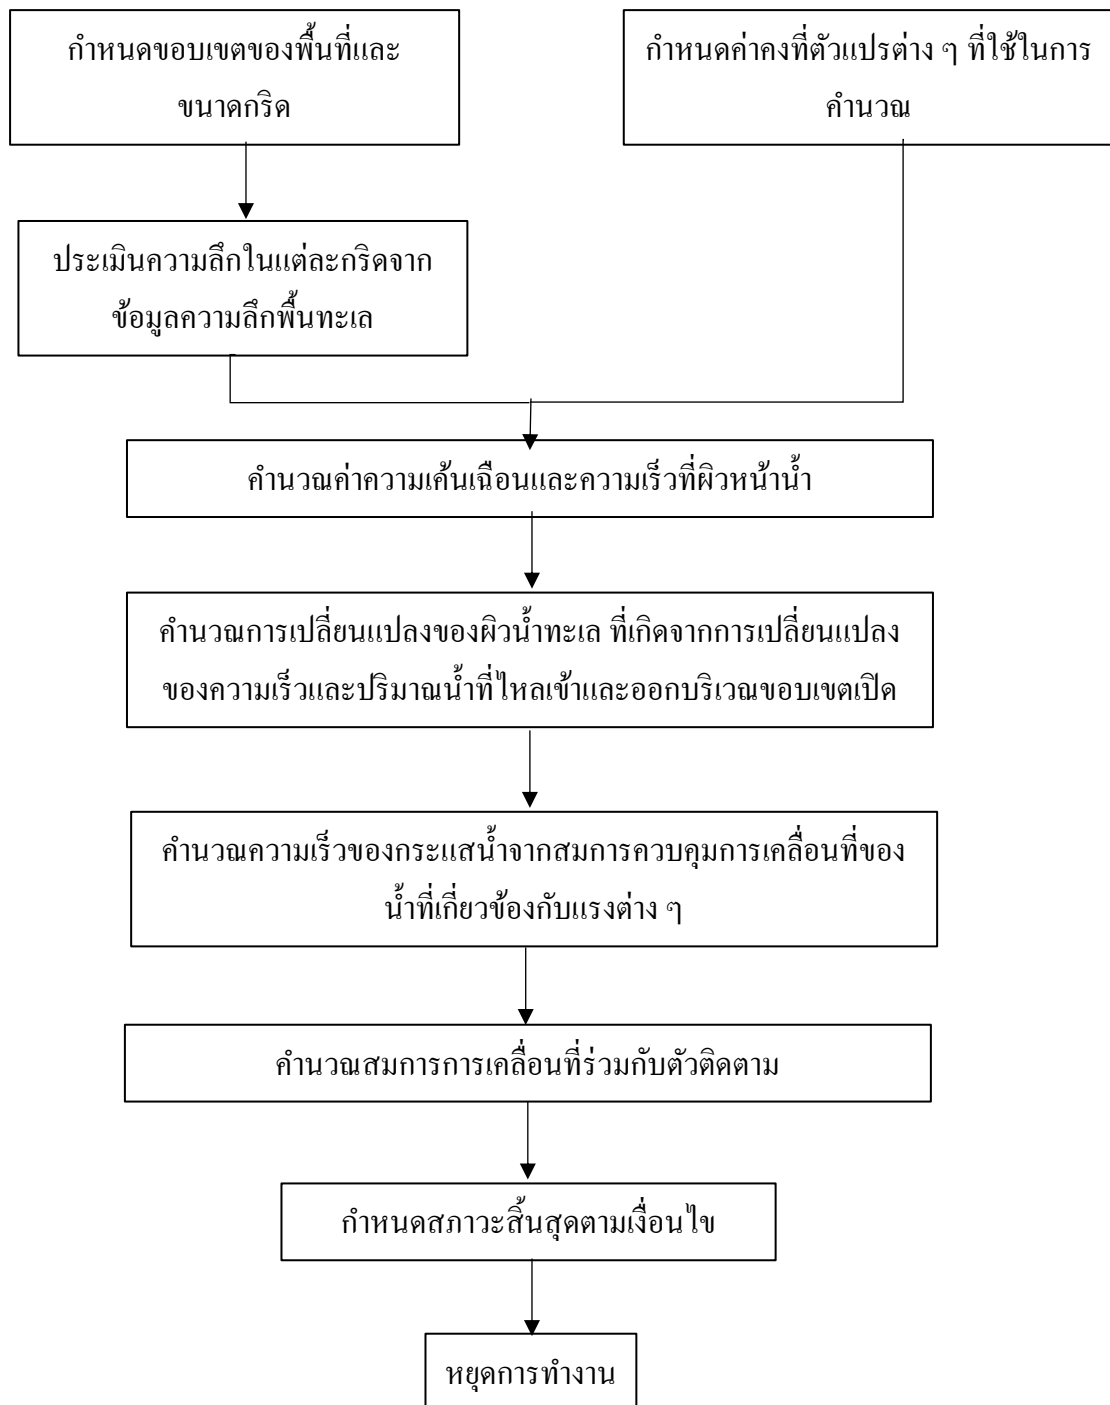 กำหนดขอบเขตของพื้นที่และ
ขนาดกริด
กำหนดค่าคงที่ตัวแปรต่าง ๆ ที่ใช้ในการ
คำนวณ
ประเมินความลึกในแต่ละกริดจาก
ข้อมูลความลึกพื้นทะเล
คำนวณค่าความเค้นเฉือนและความเร็วที่ผิวหน้าน้ำ
คำนวณการเปลี่ยนแปลงของผิวน้ำทะเล ที่เกิดจากการเปลี่ยนแปลง
ของความเร็วและปริมาณน้ำที่ไหลเข้าและออกบริเวณขอบเขตเปิด
คำนวณความเร็วของกระแสน้ำจากสมการควบคุมการเคลื่อนที่ของ
น้ำที่เกี่ยวข้องกับแรงต่าง ๆ
คำนวณสมการการเคลื่อนที่ร่วมกับตัวติดตาม
กำหนดสภาวะสิ้นสุดตามเงื่อนไข
หยุดการทำงาน